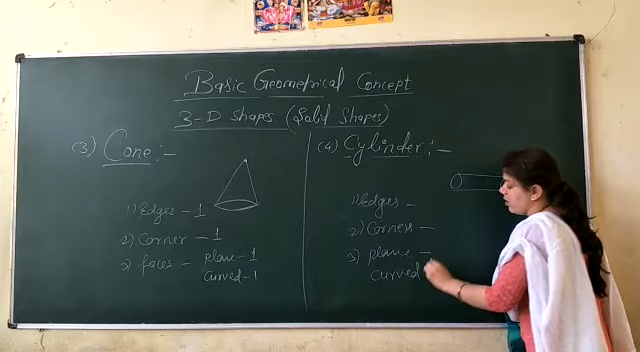 Basic Geometrical Concept
3-D Shapes (Solid Shapes)
(3) Cone :-
1) Edges - 1
2) Corner - 1
3) faces - plane - 1
curved - 1
(4) Cylinder :-
1) Edges -
2) Corners -
3) plane -
curved